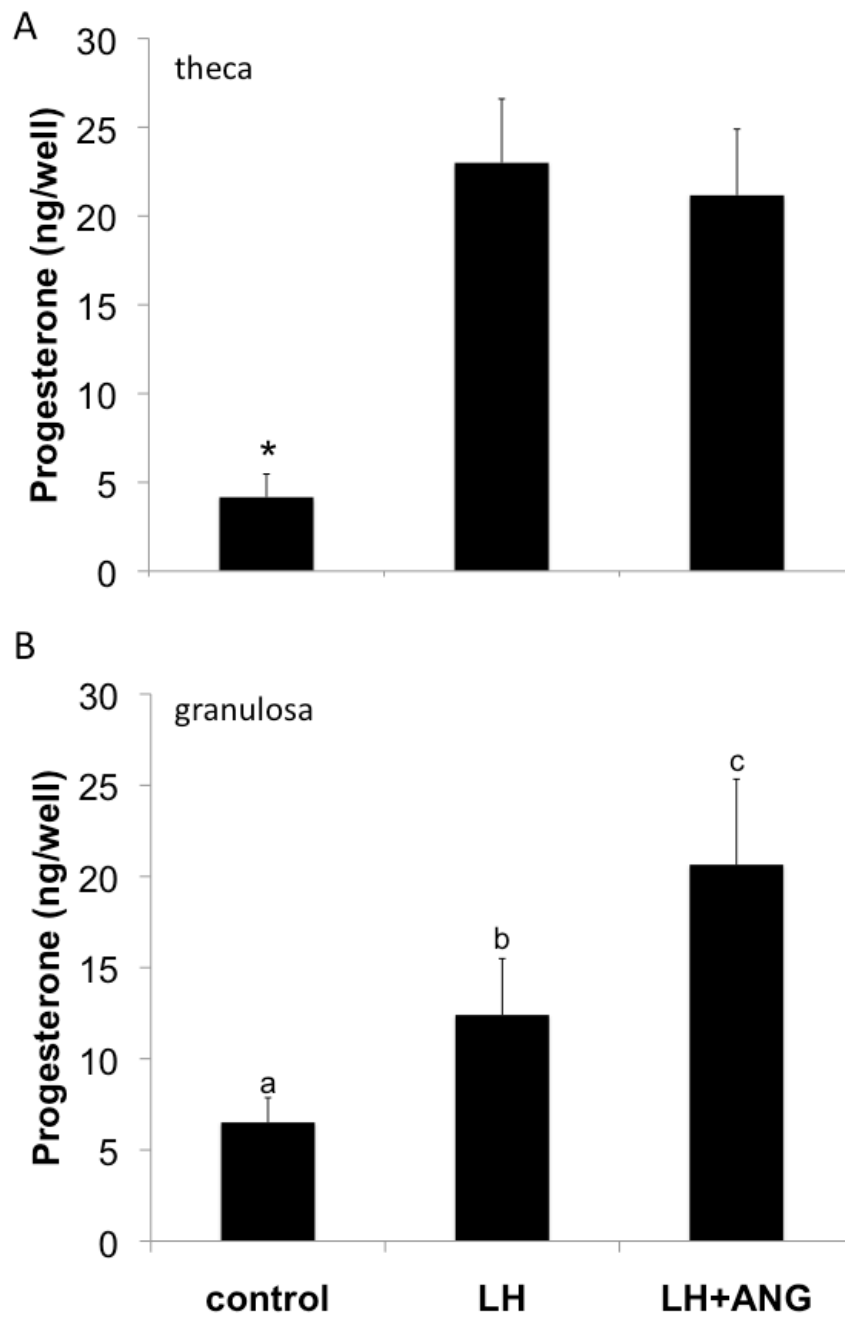 A
theca
Progesterone (ng/well)
30
25
20
15
10
5
0
*
B
granulosa
Progesterone (ng/well)
30
25
20
15
10
5
0
a
b
c
control LH LH+ANG